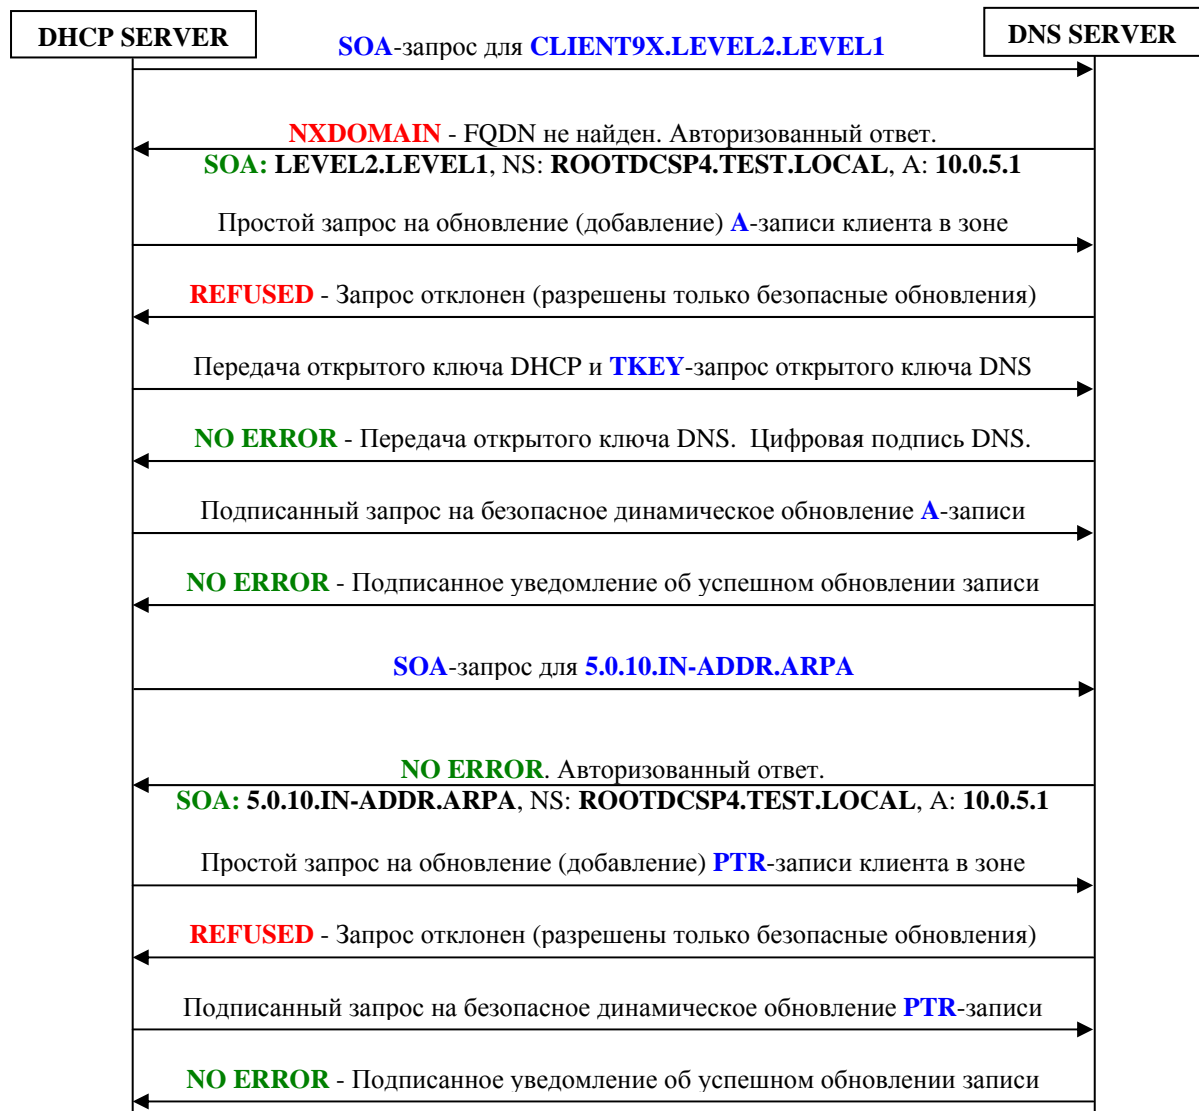 DHCP SERVER
DNS SERVER
SOA-запрос для CLIENT9X.LEVEL2.LEVEL1
NXDOMAIN - FQDN не найден. Авторизованный ответ.
SOA: LEVEL2.LEVEL1, NS: ROOTDCSP4.TEST.LOCAL, A: 10.0.5.1
Простой запрос на обновление (добавление) A-записи клиента в зоне
REFUSED - Запрос отклонен (разрешены только безопасные обновления)
Передача открытого ключа DHCP и TKEY-запрос открытого ключа DNS
NO ERROR - Передача открытого ключа DNS.  Цифровая подпись DNS.
Подписанный запрос на безопасное динамическое обновление A-записи
NO ERROR - Подписанное уведомление об успешном обновлении записи
SOA-запрос для 5.0.10.IN-ADDR.ARPA
NO ERROR. Авторизованный ответ.
SOA: 5.0.10.IN-ADDR.ARPA, NS: ROOTDCSP4.TEST.LOCAL, A: 10.0.5.1
Простой запрос на обновление (добавление) PTR-записи клиента в зоне
REFUSED - Запрос отклонен (разрешены только безопасные обновления)
Подписанный запрос на безопасное динамическое обновление PTR-записи
NO ERROR - Подписанное уведомление об успешном обновлении записи